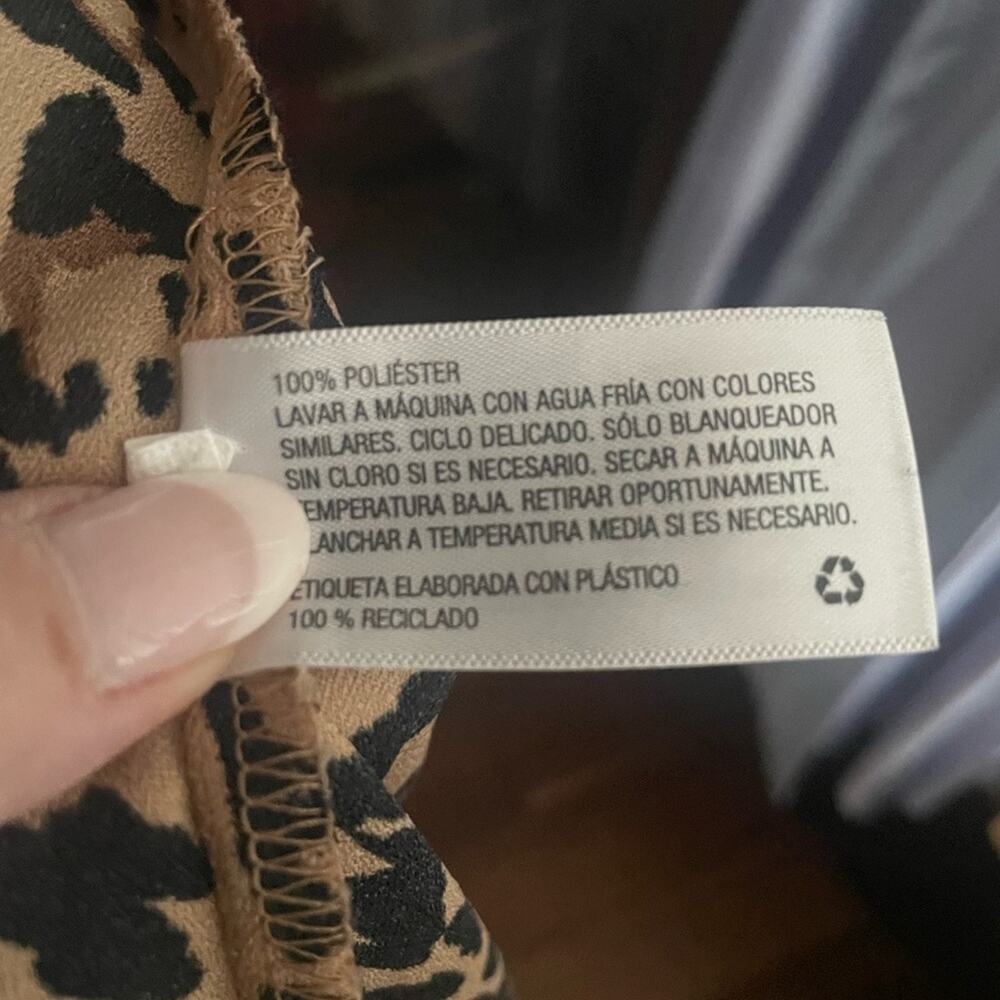 100% POLIÉSTER
LAVAR A MÁQUINA CON AGUA FRÍA CON COLORES
SIMILARES. CICLO DELICADO. SÓLO BLANQUEADOR
SIN CLORO SI ES NECESARIO. SECAR A MÁQUINA A
TEMPERATURA BAJA. RETIRAR OPORTUNAMENTE.
PLANCHAR A TEMPERATURA MEDIA SI ES NECESARIO.
ETIQUETA ELABORADA CON PLÁSTICO
100 % RECICLADO